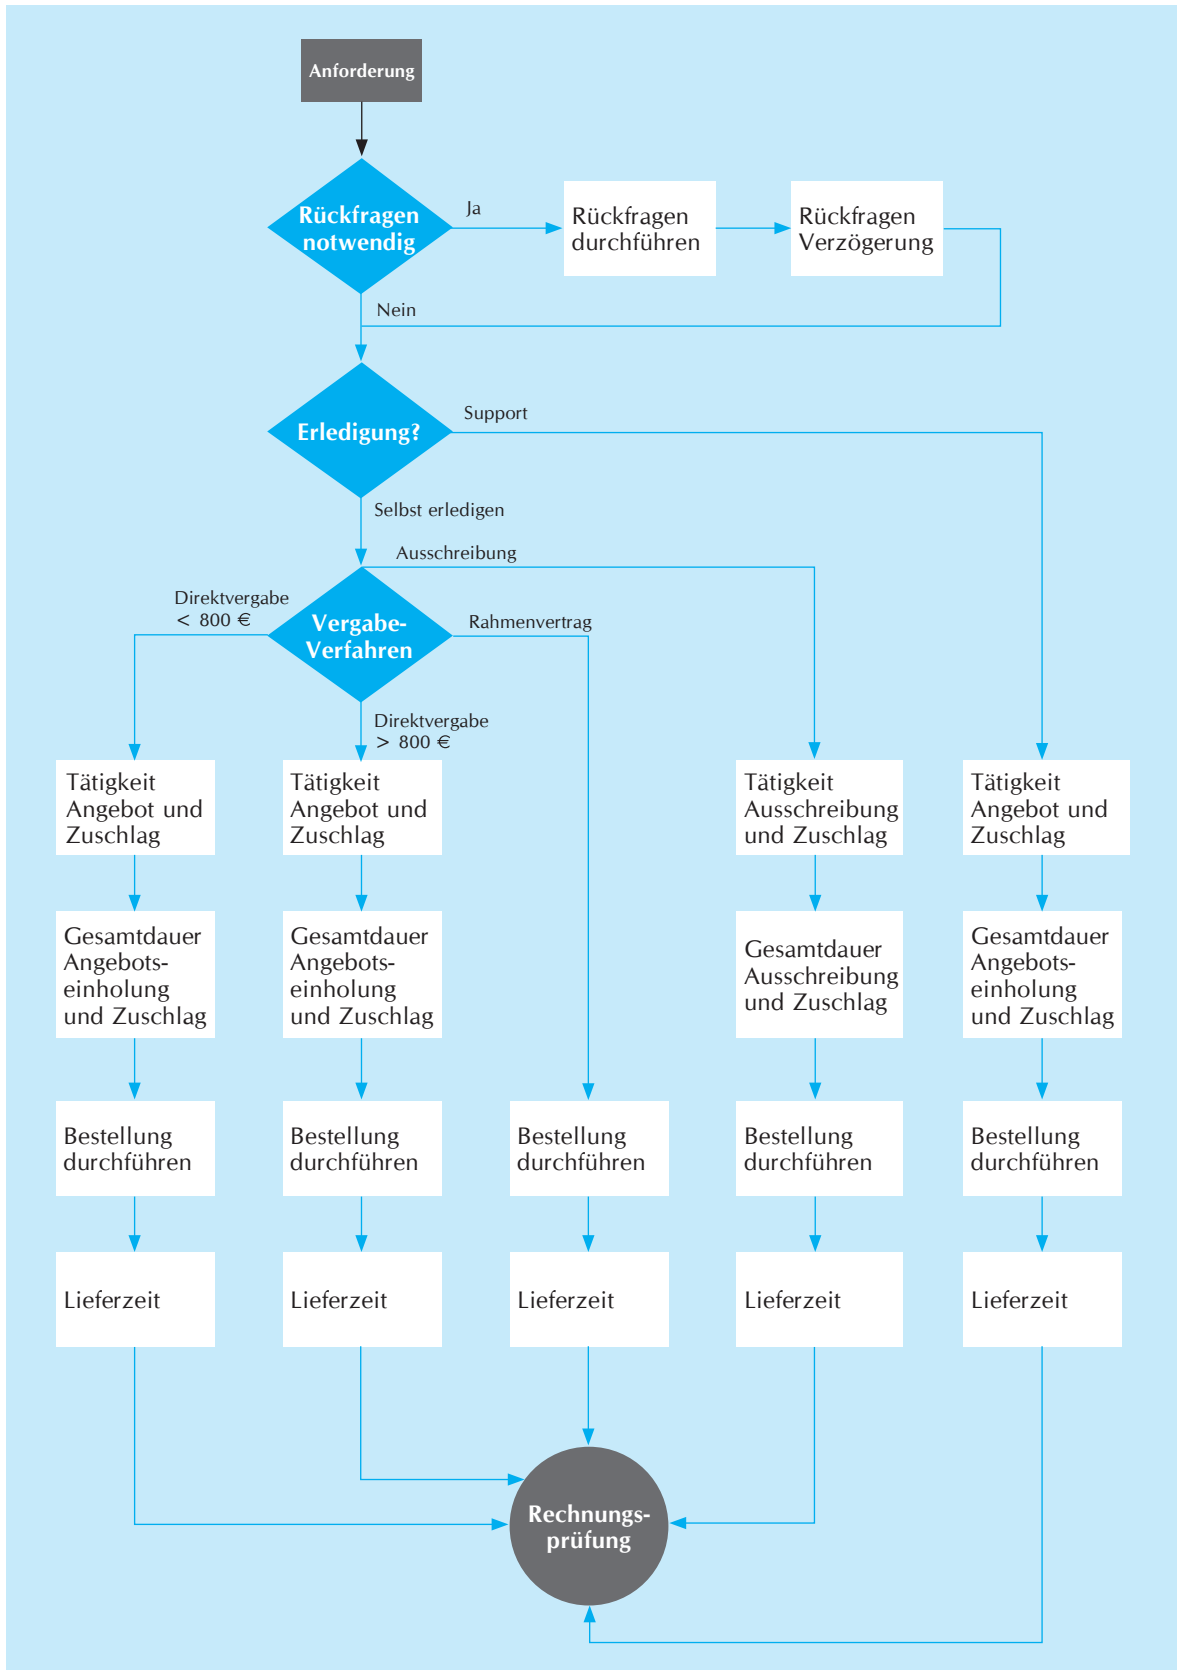 Anforderung
Rückfragen
notwendig
Ja
Rückfragen
durchführen
Rückfragen
Verzögerung
Nein
Erledigung?
Support
Selbst erledigen
Ausschreibung
Direktvergabe
< 800 €
Vergabe-
Verfahren
Rahmenvertrag
Direktvergabe
> 800 €
Tätigkeit
Angebot und
Zuschlag
Tätigkeit
Angebot und
Zuschlag
Tätigkeit
Ausschreibung
und Zuschlag
Tätigkeit
Angebot und
Zuschlag
Gesamtdauer
Angebots-
einholung
und Zuschlag
Gesamtdauer
Angebots-
einholung
und Zuschlag
Gesamtdauer
Ausschreibung
und Zuschlag
Gesamtdauer
Angebots-
einholung
und Zuschlag
Bestellung
durchführen
Bestellung
durchführen
Bestellung
durchführen
Bestellung
durchführen
Bestellung
durchführen
Lieferzeit
Lieferzeit
Lieferzeit
Lieferzeit
Lieferzeit
Rechnungs-
prüfung